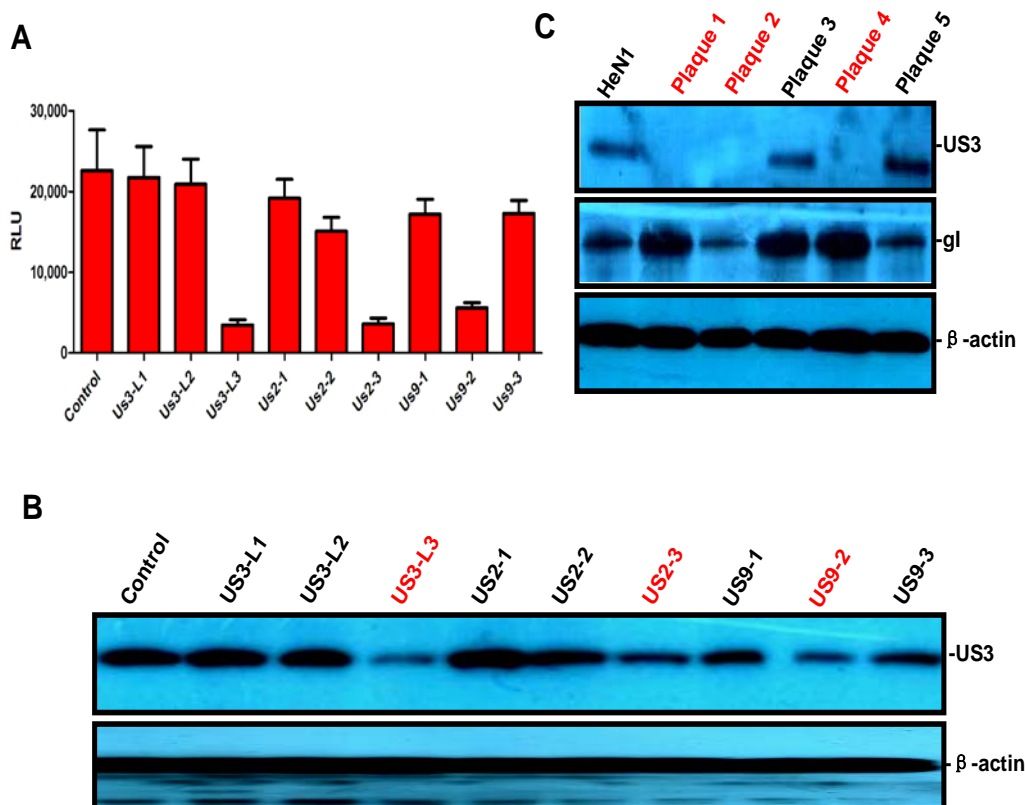 A
RLU
30,000
20,000
10,000
0
Control
Us3-L1
Us3-L2
Us3-L3
Us2-1
Us2-2
Us2-3
Us9-1
Us9-2
Us9-3
C
HeN1
Plaque 1
Plaque 2
Plaque 3
Plaque 4
Plaque 5
-US3
-gI
-β-actin
B
Control
US3-L1
US3-L2
US3-L3
US2-1
US2-2
US2-3
US9-1
US9-2
US9-3
-US3
-β-actin